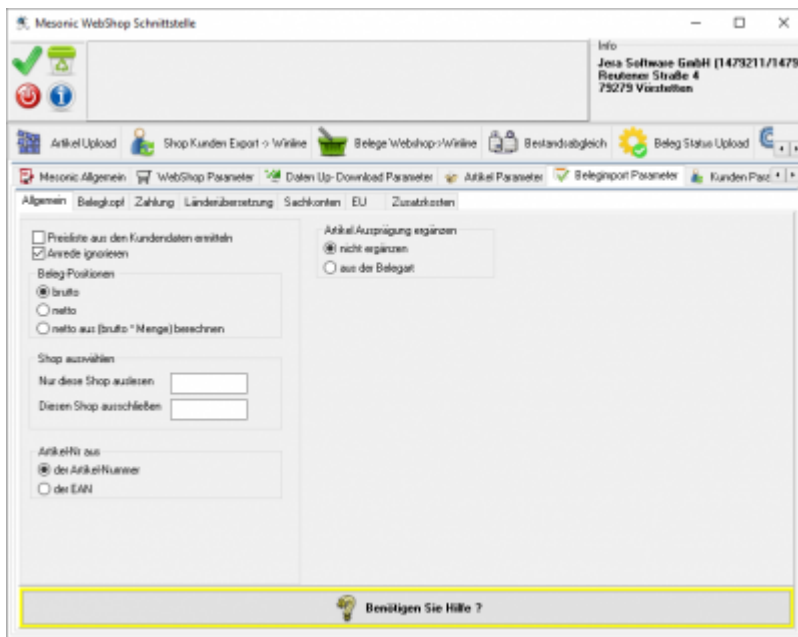 Mesonic WebShop Schnittstelle
Info
Jera Software GmbH (1479211/1479
Reutener Straße 4
79279 Vörstetten
Artikel Upload
Shop Kunden Export -> Winline
Belege Webshop->Winline
Bestandsabgleich
Beleg Status Upload
Mesonic Allgemein
WebShop Parameter
Daten Up- Download Parameter
Artikel Parameter
Belegimport Parameter
Kunden Para
Allgemein
Belegkopf
Zahlung
Länderübersetzung
Sachkonten
EU
Zusatzkosten
Preisliste aus den Kundendaten ermitteln
Anrede ignorieren
Beleg-Positionen
brutto
netto
netto aus (brutto * Menge) berechnen
Shop auswählen
Nur diese Shop auslesen
Diesen Shop ausschließen
Artikel-Nr aus
der Artikel-Nummer
der EAN
Artikel Ausprägung ergänzen
nicht ergänzen
aus der Belegart
Benötigen Sie Hilfe ?